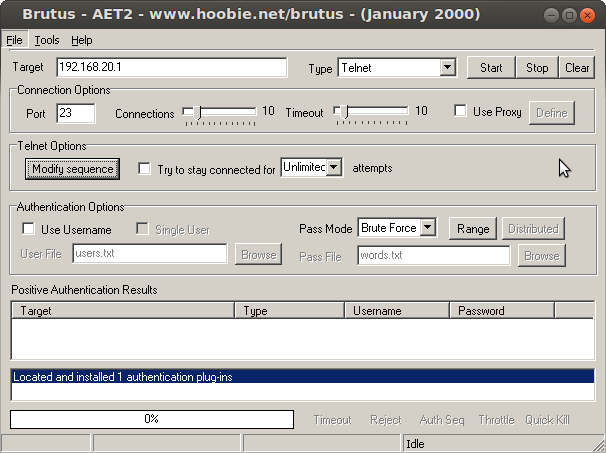 Brutus - AET2 - www.hoobie.net/brutus - (January 2000)
File Tools Help
Target 192.168.20.1 Type Telnet Start Stop Clear
Connection Options
Port 23 Connections 10 Timeout 10 Use Proxy Define
Telnet Options
Modify sequence Try to stay connected for Unlimited attempts
Authentication Options
Use Username Single User Pass Mode Brute Force Range Distributed
User File users.txt Browse Pass File words.txt Browse
Positive Authentication Results
Target Type Username Password
Located and installed 1 authentication plug-ins
0% Timeout Reject Auth Seq Throttle Quick Kill
Idle